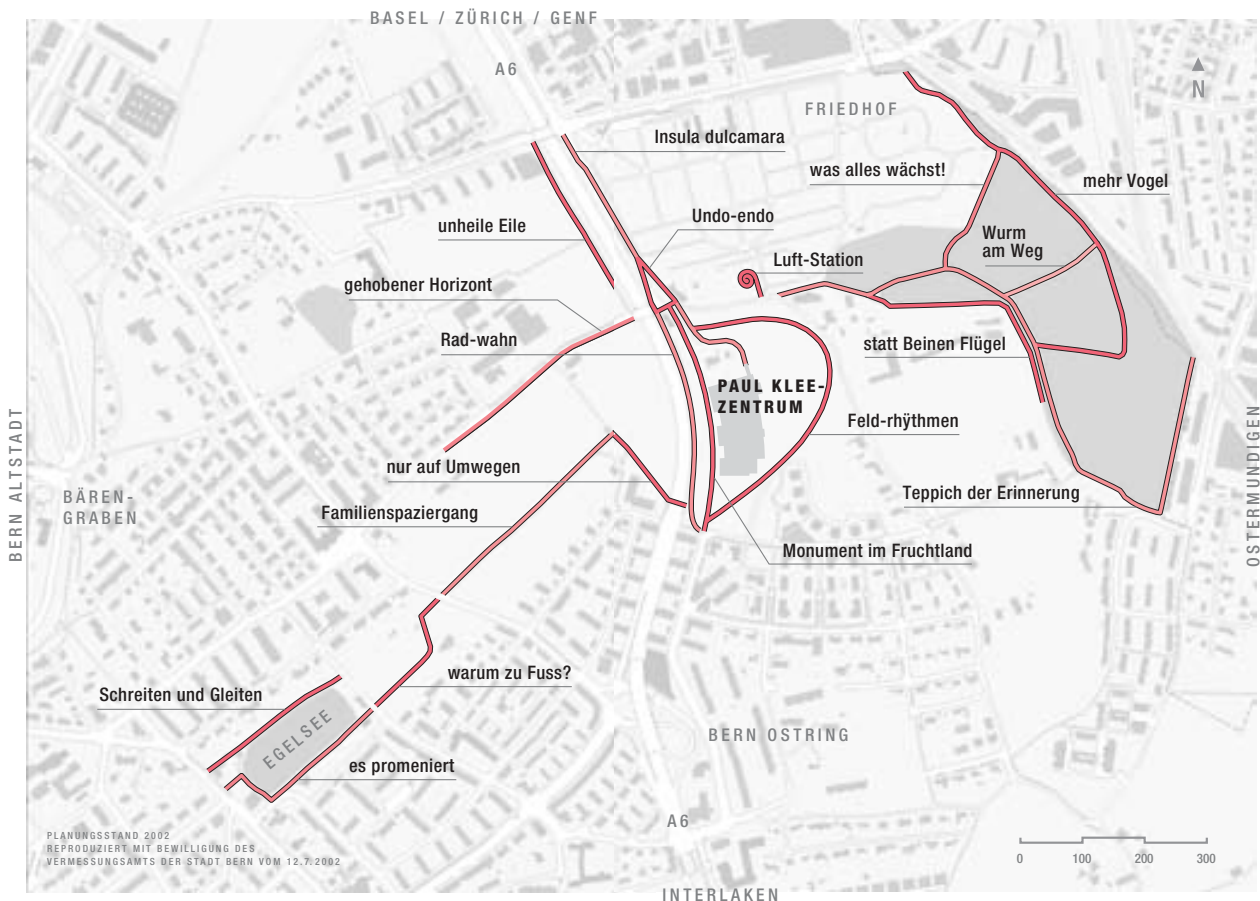 BASEL / ZÜRICH / GENF
A6
N
FRIEDHOF
Insula dulcamara
was alles wächst!
mehr Vogel
unheile Eile
Undo-endo
Wurm
am Weg
Luft-Station
gehobener Horizont
Rad-wahn
statt Beinen Flügel
PAUL KLEE-
ZENTRUM
Feld-rhÿthmen
BERN ALTSTADT
OSTERMUNDIGEN
nur auf Umwegen
BÄREN-
GRABEN
Teppich der Erinnerung
Familienspaziergang
Monument im Fruchtland
warum zu Fuss?
Schreiten und Gleiten
EGELSEE
BERN OSTRING
es promeniert
A6
PLANUNGSSTAND 2002
REPRODUZIERT MIT BEWILLIGUNG DES
VERMESSUNGSAMTS DER STADT BERN VOM 12.7.2002
0 100 200 300
INTERLAKEN